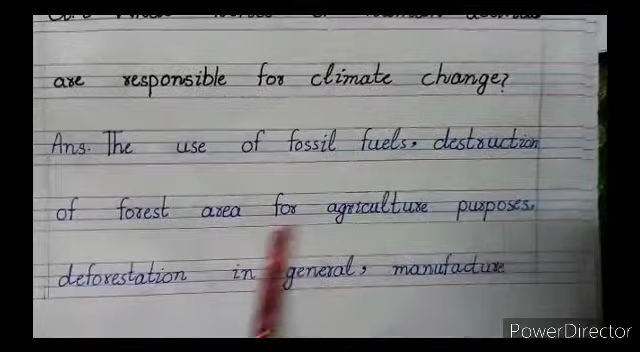 are responsible for climate change?
Ans. The use of fossil fuels, destruction
of forest area for agriculture purposes,
deforestation in general, manufacture
PowerDirector